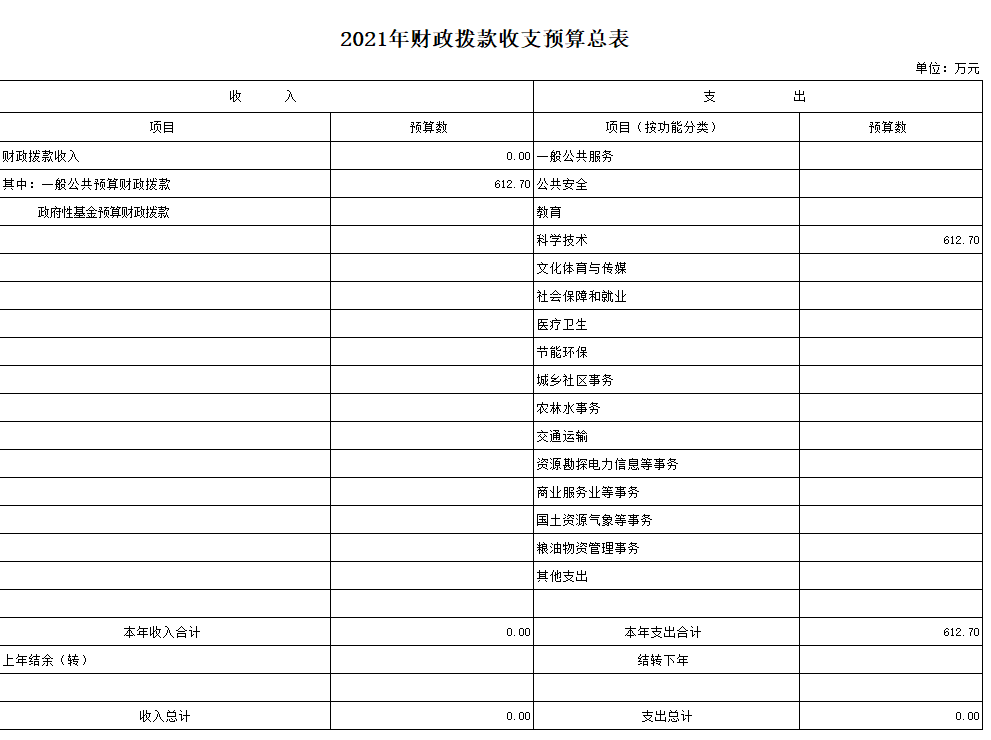 2021年财政拨款收支预算总表
单位：万元
收 入 支 出
项目 预算数 项目（按功能分类） 预算数
财政拨款收入 0.00 一般公共服务
其中：一般公共预算财政拨款 612.70 公共安全
政府性基金预算财政拨款 教育
科学技术 612.70
文化体育与传媒
社会保障和就业
医疗卫生
节能环保
城乡社区事务
农林水事务
交通运输
资源勘探电力信息等事务
商业服务业等事务
国土资源气象等事务
粮油物资管理事务
其他支出
本年收入合计 0.00 本年支出合计 612.70
上年结余（转） 结转下年
收入总计 0.00 支出总计 0.00